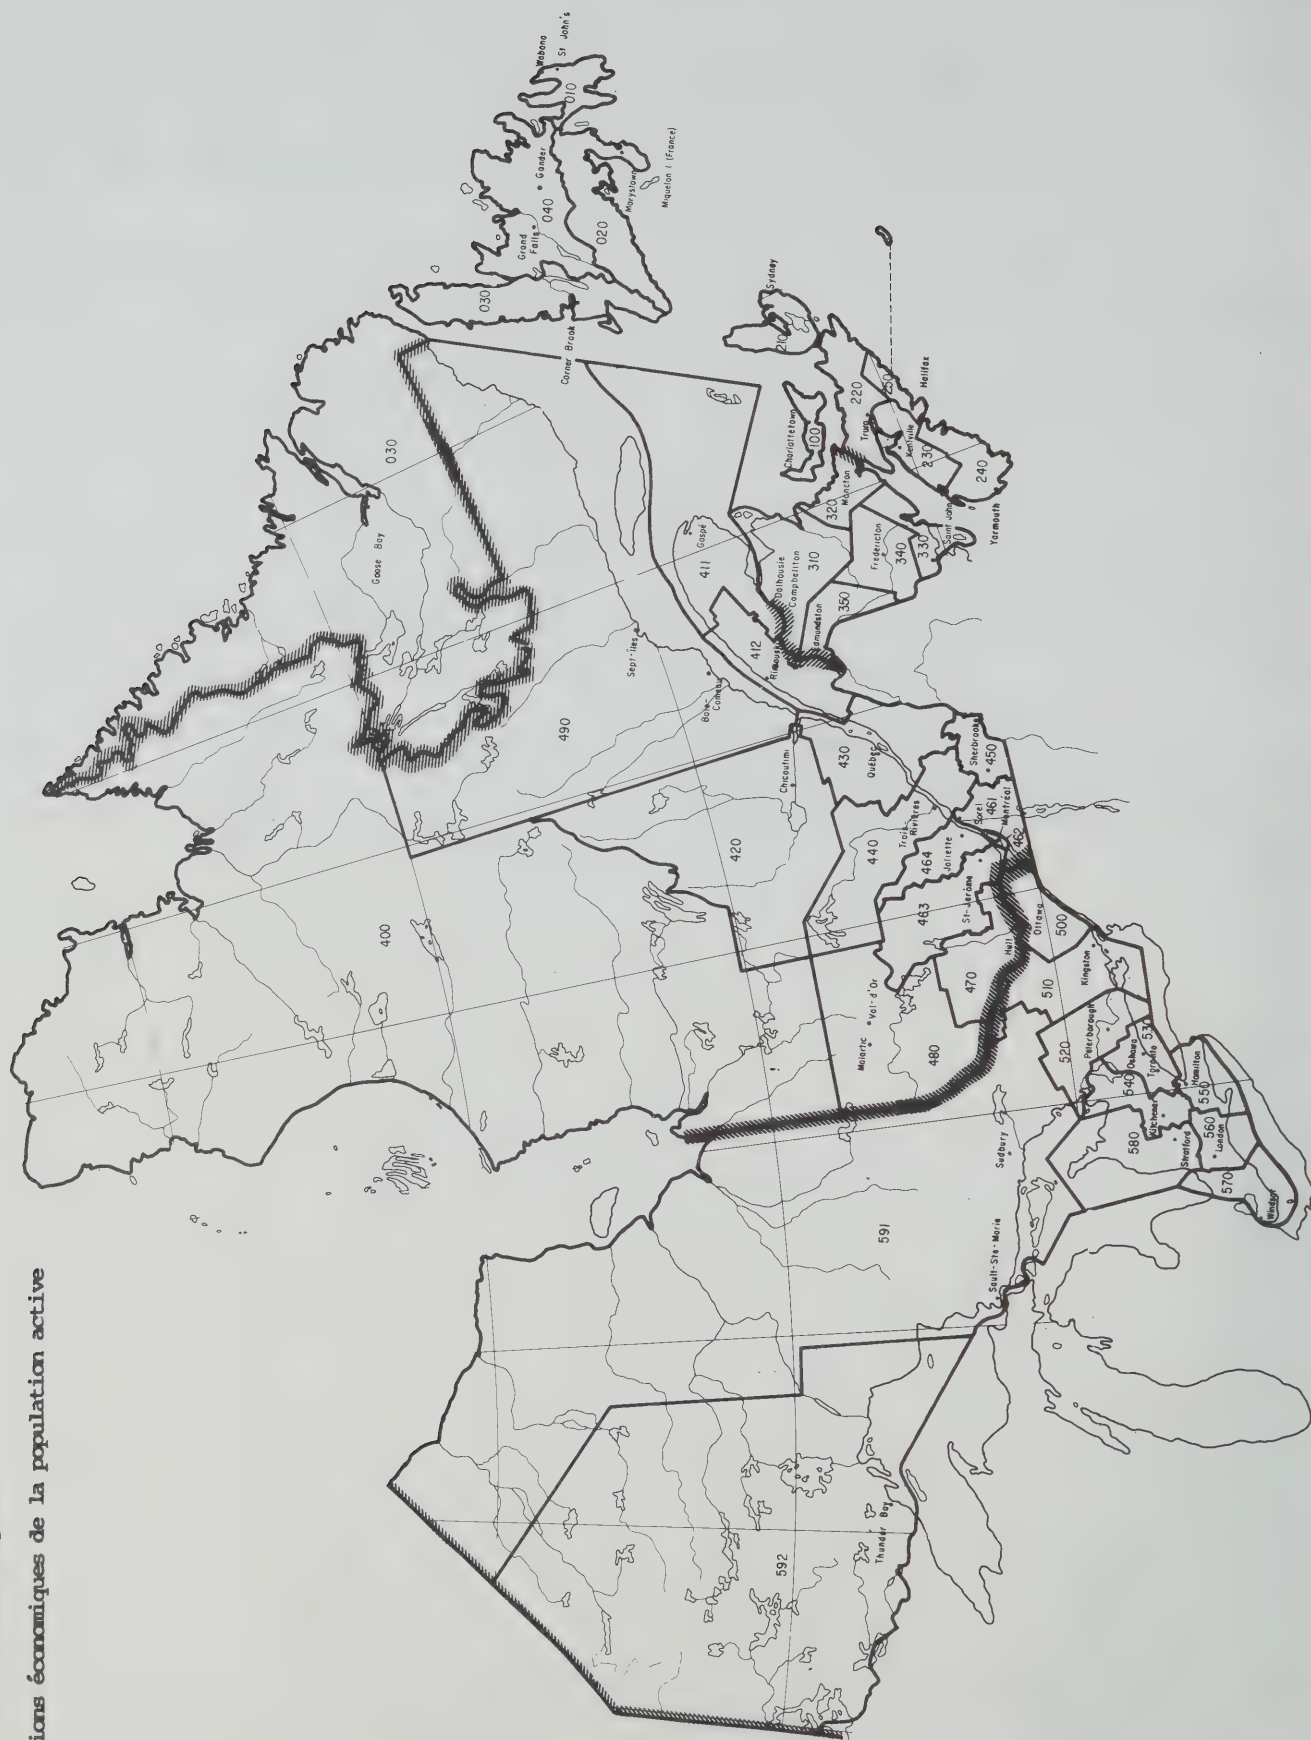 ions économiques de la population active
Wabana
St John's
010
Gander
040
Grand
Falls
020
Marystown
Miquelon I (France)
030
Corner Brook
030
Goose Bay
Sydney
210
220
250
Halifax
Charlottetown
100
Truro
Kentville
230
240
Yarmouth
Moncton
320
Saint John
330
Fredericton
340
310
Dalhousie
Campbellton
350
Edmundston
Gaspé
411
412
Rimouski
Sept-Iles
490
Baie-
Comeau
Chicoutimi
420
430
Québec
Sherbrooke
450
440
Trois
Rivières
Sorel
461
Montréal
462
464
Joliette
463
St-Jérôme
400
Val-d'Or
Malartic
480
470
Hull
Ottawa
500
Kingston
510
520
Peterborough
Oshawa
530
Toronto
540
Hamilton
550
Kitchener
560
London
580
Stratford
570
Windsor
Sudbury
591
Sault-Ste-Marie
592
Thunder Bay